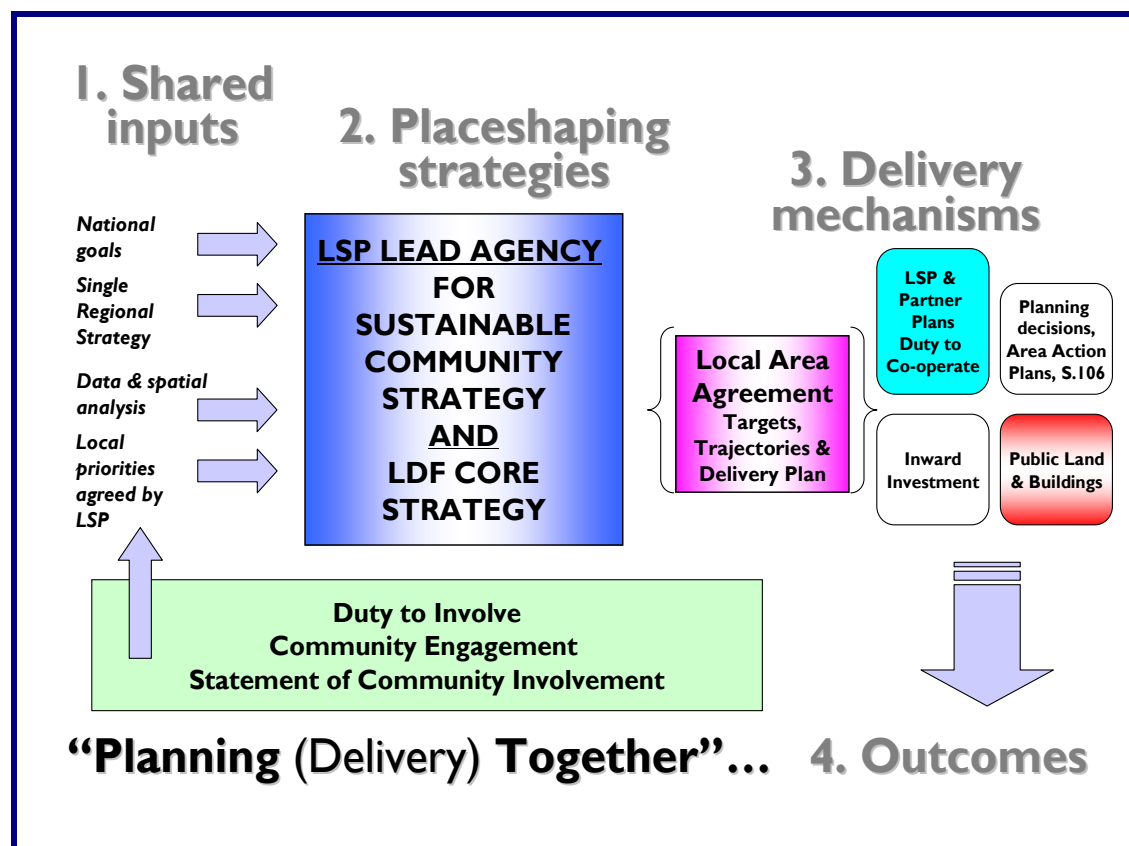 1. Shared
inputs
2. Placeshaping
strategies
3. Delivery
mechanisms
National
goals
Single
Regional
Strategy
Data & spatial
analysis
Local
priorities
agreed by
LSP
LSP LEAD AGENCY
FOR
SUSTAINABLE
COMMUNITY
STRATEGY
AND
LDF CORE
STRATEGY
Local Area
Agreement
Targets,
Trajectories &
Delivery Plan
LSP &
Partner
Plans
Duty to
Co-operate
Planning
decisions,
Area Action
Plans, S.106
Inward
Investment
Public Land
& Buildings
Duty to Involve
Community Engagement
Statement of Community Involvement
“Planning (Delivery) Together”…
4. Outcomes